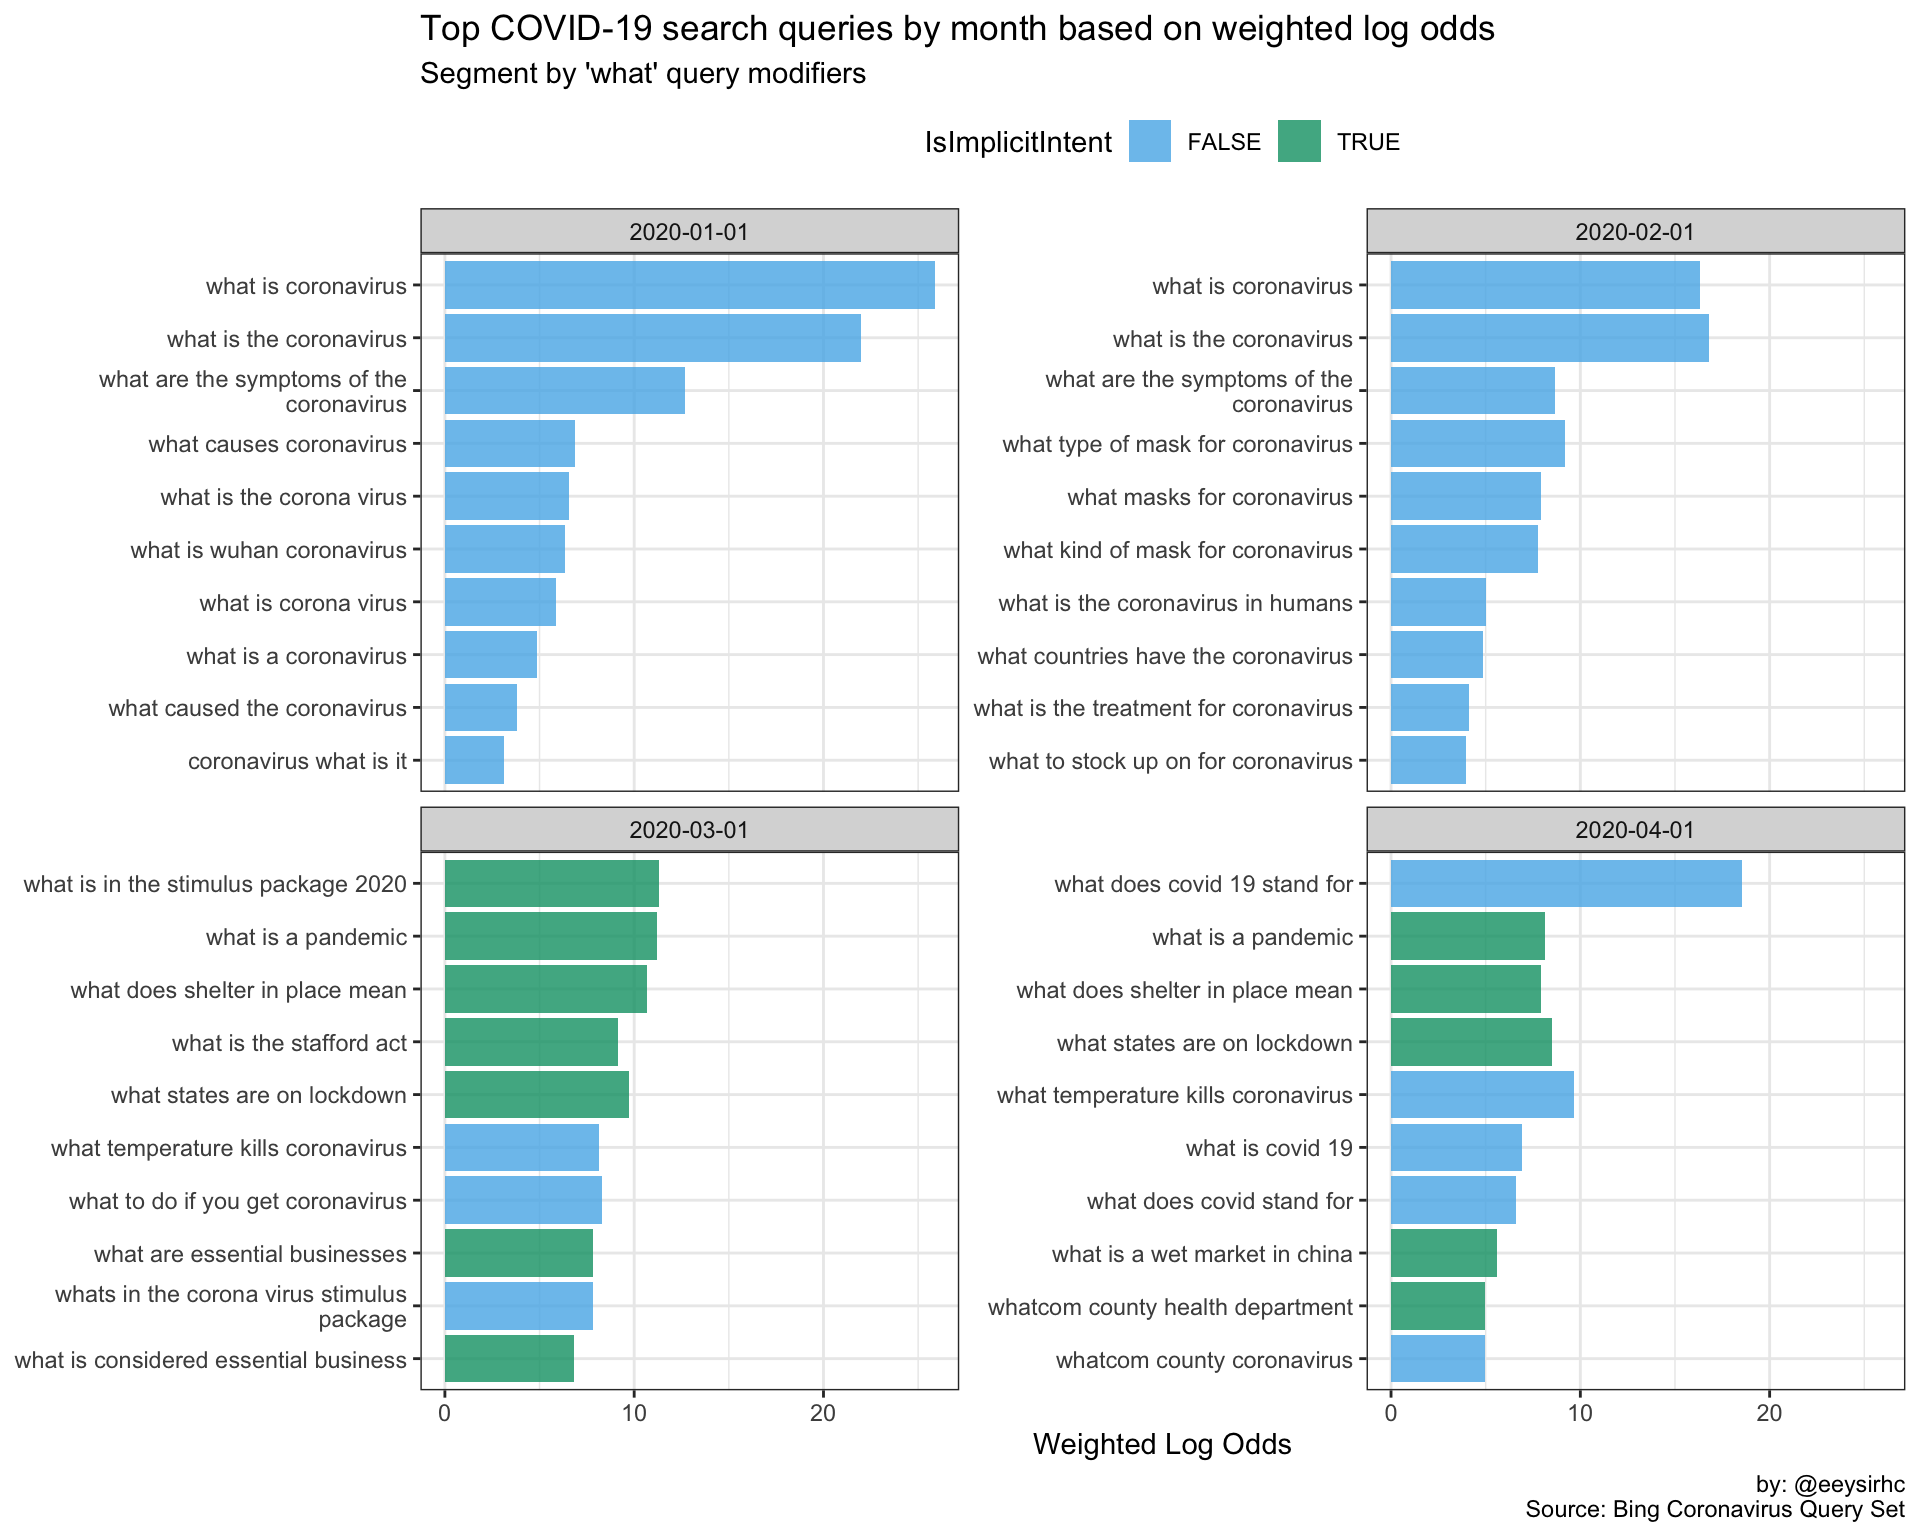 Top COVID-19 search queries by month based on weighted log odds
Segment by 'what' query modifiers
IsImplicitIntent FALSE TRUE
2020-01-01
what is coronavirus
what is the coronavirus
what are the symptoms of the
coronavirus
what causes coronavirus
what is the corona virus
what is wuhan coronavirus
what is corona virus
what is a coronavirus
what caused the coronavirus
coronavirus what is it
2020-02-01
what is coronavirus
what is the coronavirus
what are the symptoms of the
coronavirus
what type of mask for coronavirus
what masks for coronavirus
what kind of mask for coronavirus
what is the coronavirus in humans
what countries have the coronavirus
what is the treatment for coronavirus
what to stock up on for coronavirus
2020-03-01
what is in the stimulus package 2020
what is a pandemic
what does shelter in place mean
what is the stafford act
what states are on lockdown
what temperature kills coronavirus
what to do if you get coronavirus
what are essential businesses
whats in the corona virus stimulus
package
what is considered essential business
0 10 20
2020-04-01
what does covid 19 stand for
what is a pandemic
what does shelter in place mean
what states are on lockdown
what temperature kills coronavirus
what is covid 19
what does covid stand for
what is a wet market in china
whatcom county health department
whatcom county coronavirus
0 10 20
Weighted Log Odds
by: @eeysirhc
Source: Bing Coronavirus Query Set